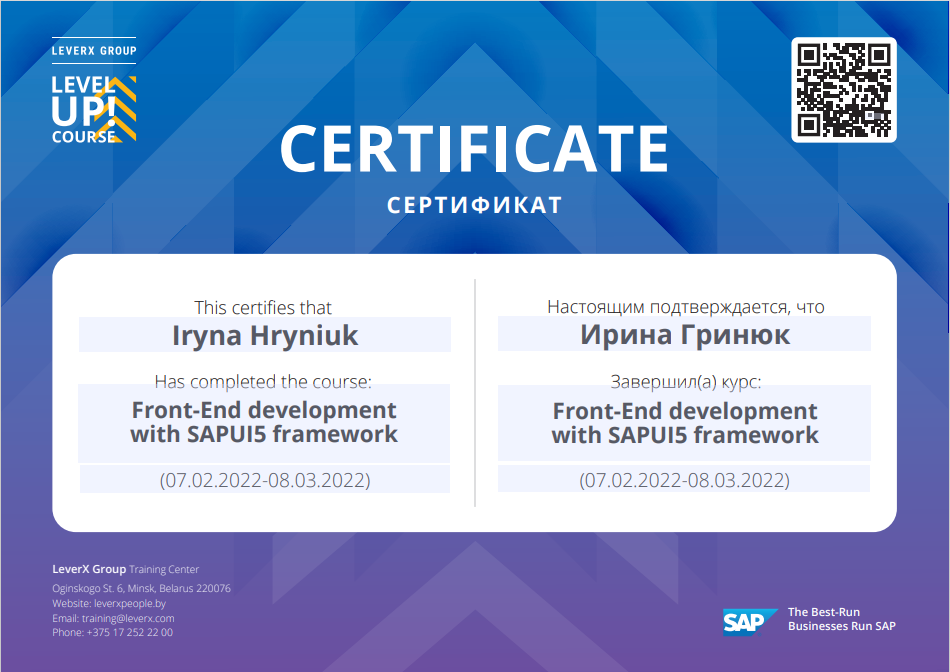 LEVERX GROUP
LEVEL
UP!
COURSE
CERTIFICATE
СЕРТИФИКАТ
This certifies that
Iryna Hryniuk
Has completed the course:
Front-End development
with SAPUI5 framework
(07.02.2022-08.03.2022)
Настоящим подтверждается, что
Ирина Гринюк
Завершил(а) курс:
Front-End development
with SAPUI5 framework
(07.02.2022-08.03.2022)
LeverX Group Training Center
Oginskogo St. 6, Minsk, Belarus 220076
Website: leverxpeople.by
Email: training@leverx.com
Phone: +375 17 252 22 00
SAP
The Best-Run
Businesses Run SAP